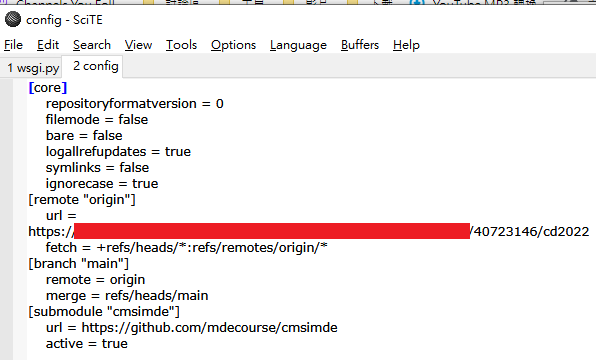 config - SciTE
File Edit Search View Tools Options Language Buffers Help
1 wsgi.py 2 config
[core]
repositoryformatversion = 0
filemode = false
bare = false
logallrefupdates = true
symlinks = false
ignorecase = true
[remote "origin"]
url =
https:///40723146/cd2022
fetch = +refs/heads/*:refs/remotes/origin/*
[branch "main"]
remote = origin
merge = refs/heads/main
[submodule "cmsimde"]
url = https://github.com/mdecourse/cmsimde
active = true